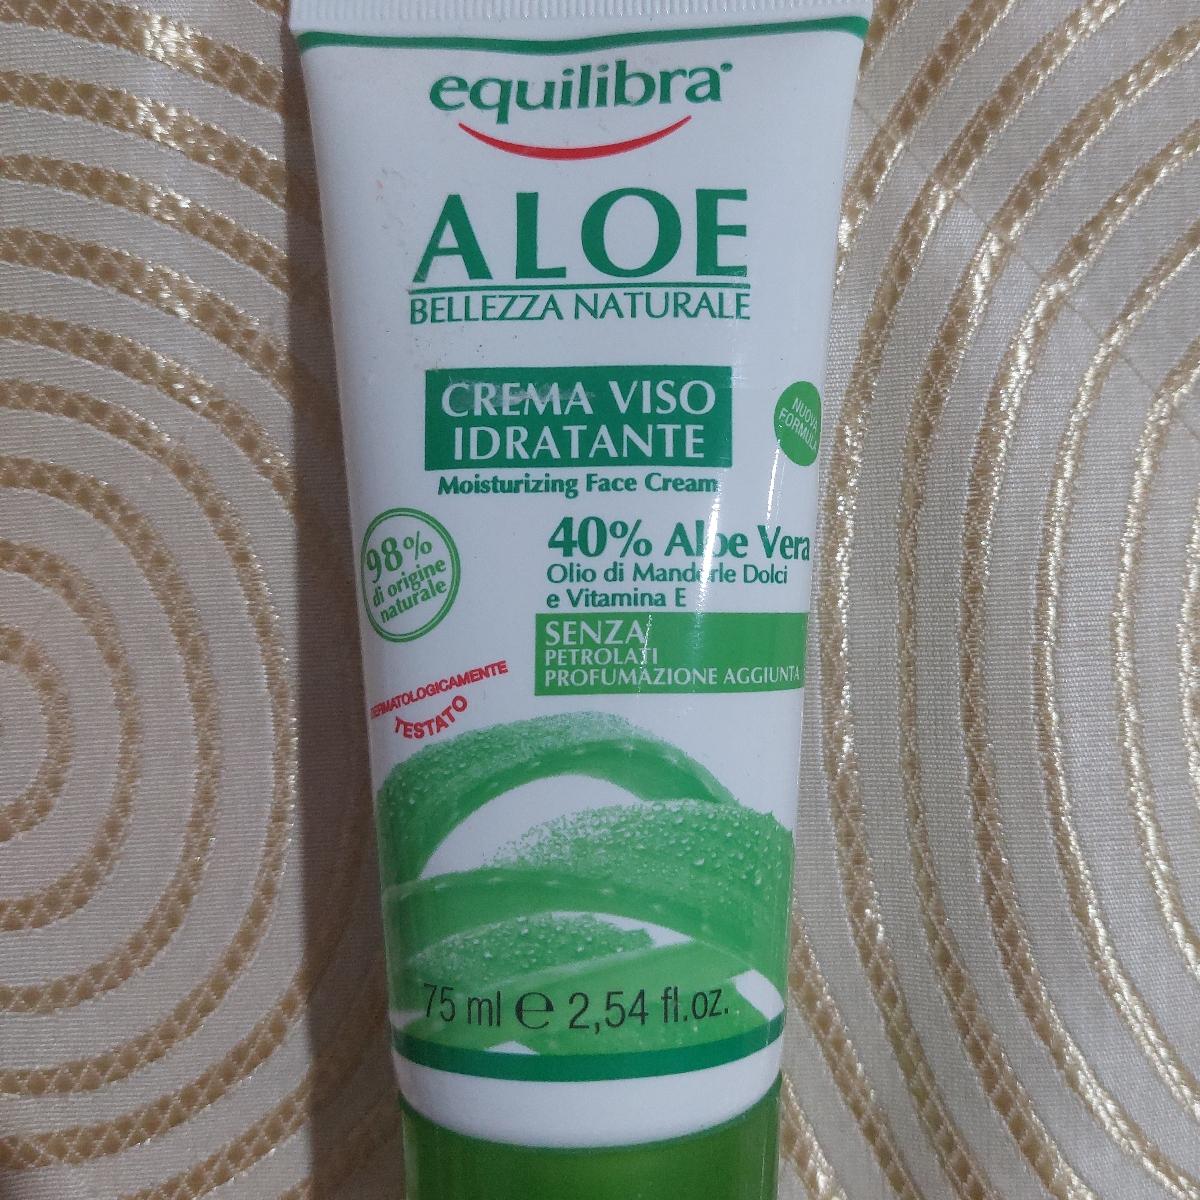 equilibra
ALOE
BELLEZZA NATURALE
CREMA VISO
IDRATANTE
Moisturizing Face Cream
NUOVA
FORMULA
98%
di origine
naturale
40% Aloe Vera
Olio di Mandorle Dolci
e Vitamina E
SENZA
PETROLATI
PROFUMAZIONE AGGIUNTA
DERMATOLOGICAMENTE
TESTATO
75 ml ℮ 2,54 fl.oz.